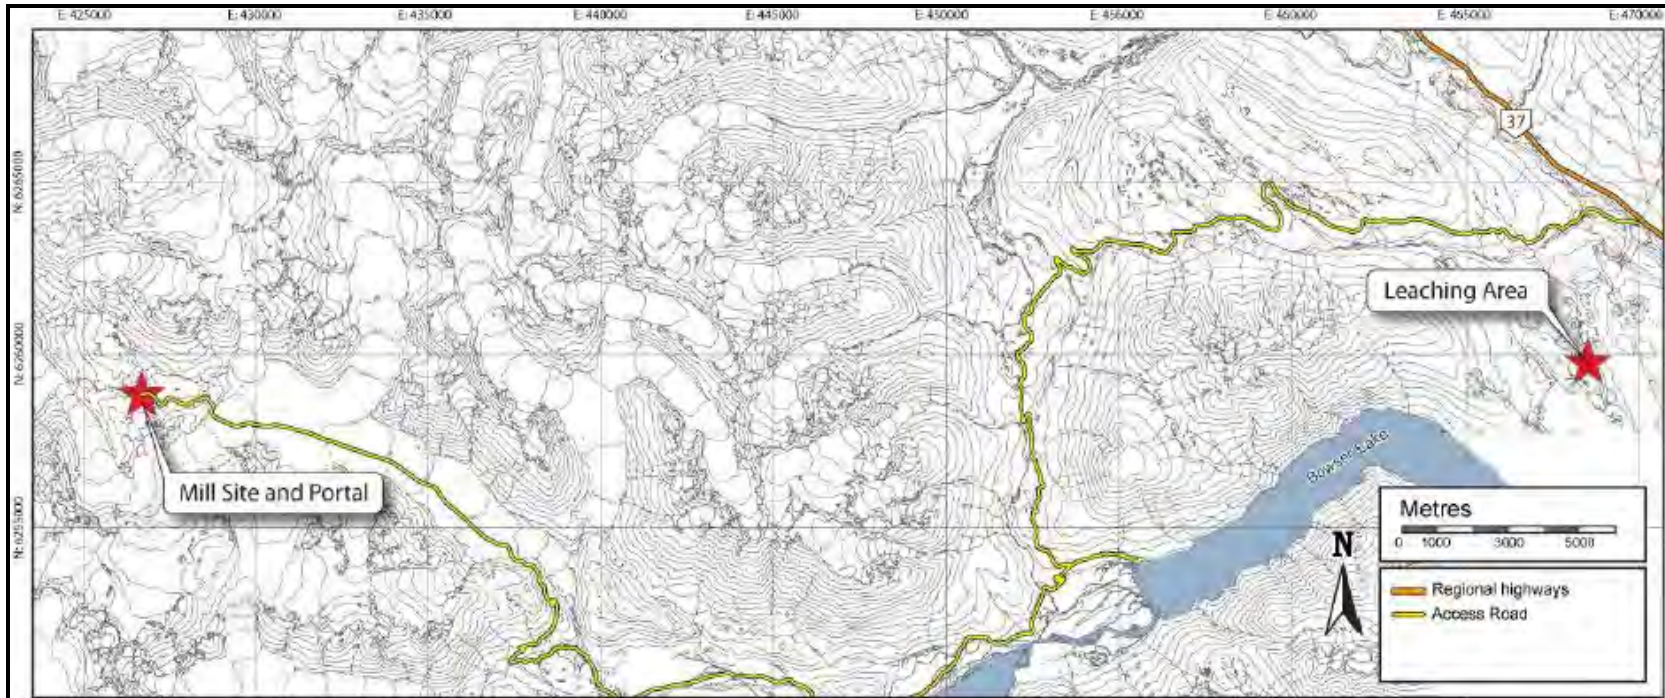 E: 425000 E: 430000 E: 435000 E: 440000 E: 445000 E: 450000 E: 456000 E: 460000 E: 465000 E: 470000
37
N: 6265000
Leaching Area
N: 6260000
Bowser Lake
Mill Site and Portal
N: 6255000
Metres
0 1000 3000 5000
N
Regional highways
Access Road